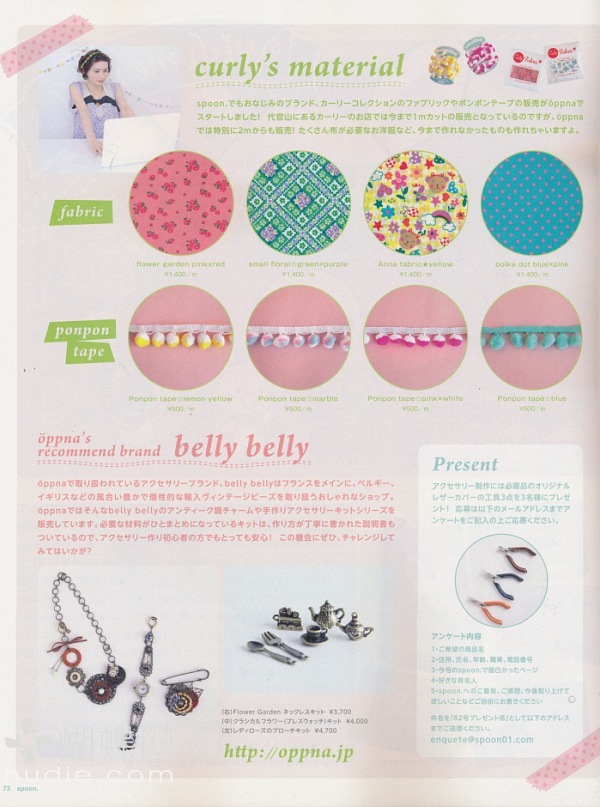 curly's material
spoon.でもおなじみのブランド、カーリーコレクションのファブリックやポンポンテープの販売がöppnaで
スタートしました！ 代官山にあるカーリーのお店では今まで1mカットの販売となっているのですが、öppna
では特別に2mからも販売！たくさん布が必要なお洋服など、今まで作れなかったものも作れちゃいますよ。
fabric
flower garden pink×red
¥1,400/m
small floral☆green×purple
¥1,400/m
Anna fabric★yellow
¥1,400/m
polka dot blue×pink
¥1,400/m
ponpon
tape
Ponpon tape☆lemon yellow
¥500/m
Ponpon tape☆marble
¥500/m
Ponpon tape☆pink×white
¥500/m
Ponpon tape☆blue
¥500/m
öppna's
recommend brand belly belly
öppnaで取り扱われているアクセサリーブランド、belly bellyはフランスをメインに、ベルギー、
イギリスなどの風合い豊かで個性的な輸入ヴィンテージビーズを取り扱うおしゃれなショップ。
öppnaではそんなbelly bellyのアンティーク調チャームや手作りアクセサリーキットシリーズを
販売しています。必要な材料がひとまめになっているキットは、作り方が丁寧に書かれた説明書も
ついているので、アクセサリー作り初心者の方でもとっても安心！ この機会にぜひ、チャレンジして
みてはいかが？
(右)Flower Garden ネックレスキット ¥3,700
(中)クラシカルフラワー(ブレスウォッチ)キット ¥4,000
(左)レディローズのブローチキット ¥4,700
http://oppna.jp
Present
アクセサリー製作には必需品のオリジナル
レザーカバーの工具3点を3名様にプレゼ
ント！ 応募は以下のメールアドレスまでア
ンケートをご記入の上ご応募ください。
アンケート内容
1・ご希望の商品名
2・住所、氏名、年齢、職業、電話番号
3・今号のspoon.で面白かったページ
4・好きな有名人
5・spoon.へのご意見、ご感想、今後取り上げて
欲しいことなどご自由にお書きください
件名を「82号プレゼント係」として以下のアドレス
までご送信ください。
enquete@spoon01.com
73 spoon.
hudie.com